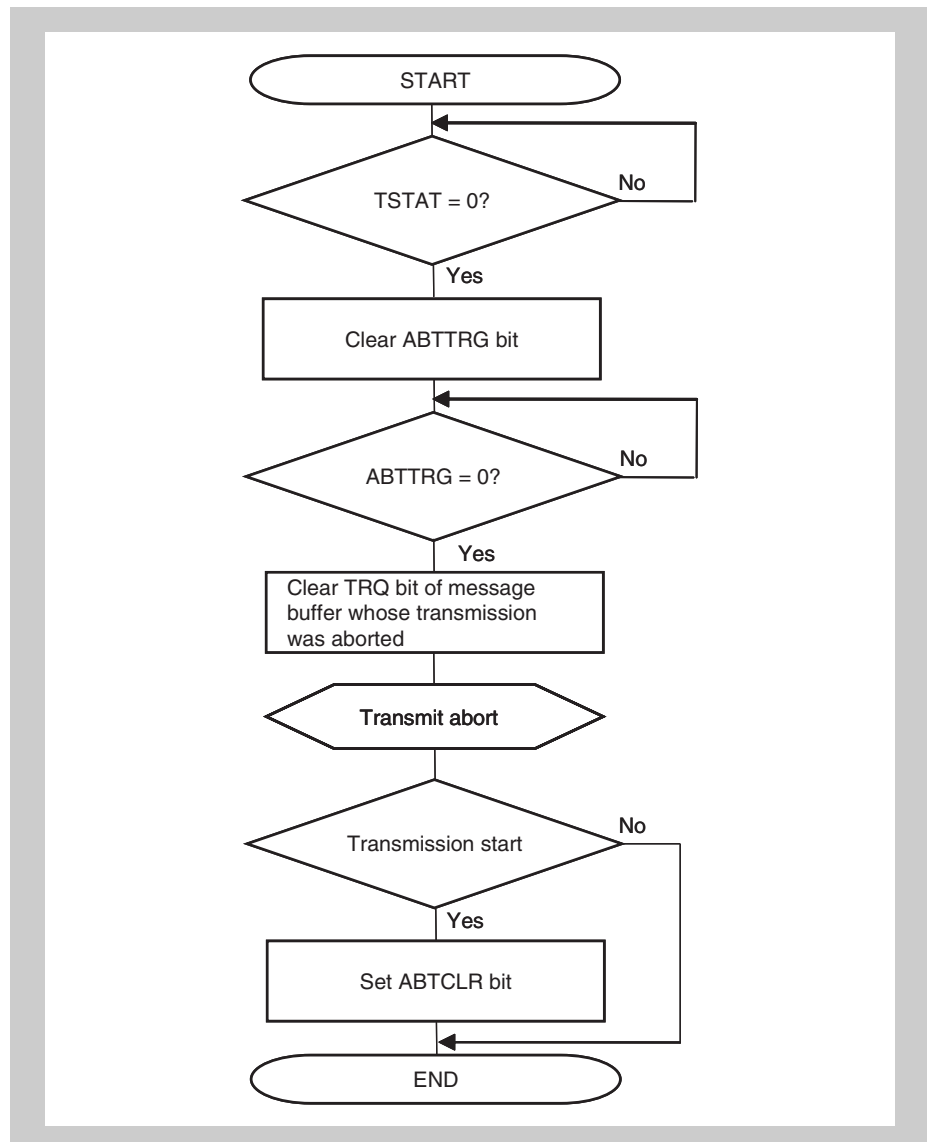 START
TSTAT = 0?
No
Yes
Clear ABTTRG bit
ABTTRG = 0?
No
Yes
Clear TRQ bit of message
buffer whose transmission
was aborted
Transmit abort
Transmission start
No
Yes
Set ABTCLR bit
END